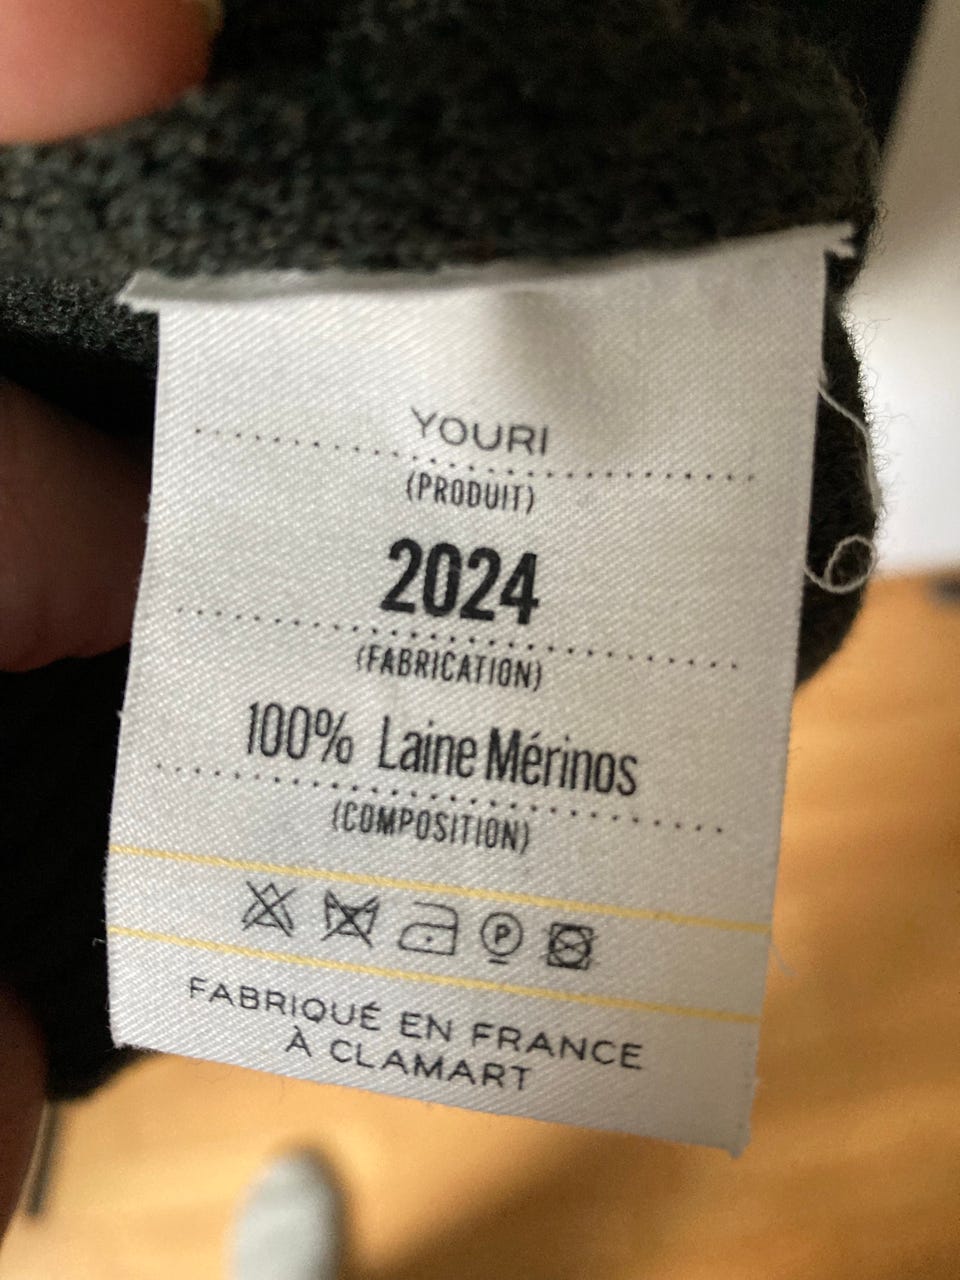 YOURI
(PRODUIT)
2024
(FABRICATION)
100% Laine Mérinos
(COMPOSITION)
P
FABRIQUÉ EN FRANCE
À CLAMART